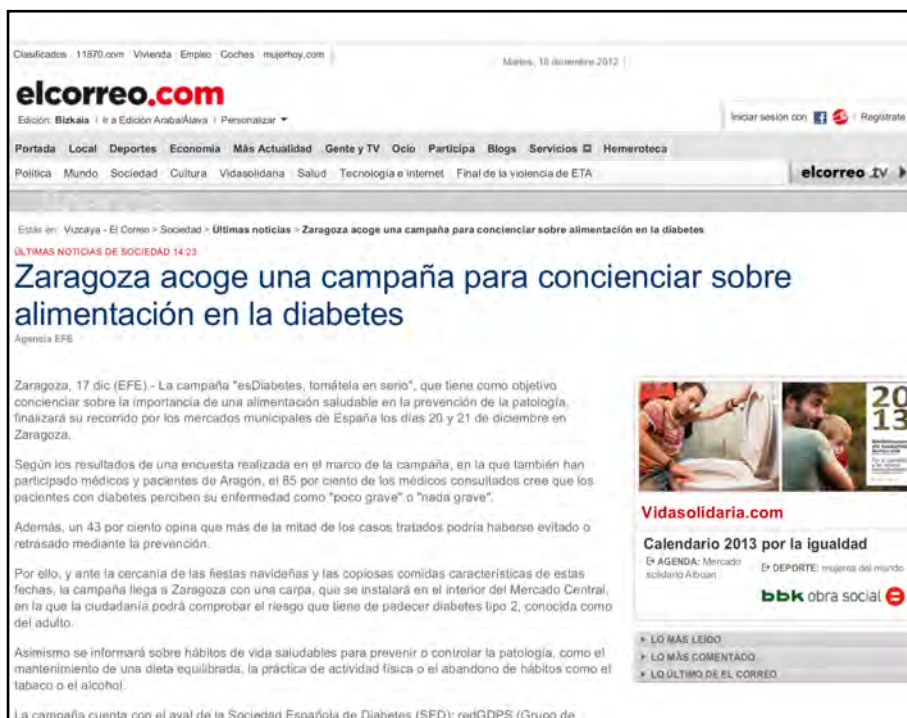 Clasificados 11870.com Vivienda Empleo Coches mujerhoy.com
Martes, 18 diciembre 2012
elcorreo.com
Edición: Bizkaia Ir a Edición Araba/Álava Personalizar
Iniciar sesión con Regístrate
Portada Local Deportes Economía Más Actualidad Gente y TV Ocio Participa Blogs Servicios Hemeroteca
Política Mundo Sociedad Cultura Vidasolidaria Salud Tecnología e internet Final de la violencia de ETA
elcorreo tv
Estás en: Vizcaya - El Correo > Sociedad > Últimas noticias > Zaragoza acoge una campaña para concienciar sobre alimentación en la diabetes
ÚLTIMAS NOTICIAS DE SOCIEDAD 14:23
Zaragoza acoge una campaña para concienciar sobre
alimentación en la diabetes
Agencia EFE
Zaragoza, 17 dic (EFE).- La campaña "esDiabetes, tomátela en serio", que tiene como objetivo
concienciar sobre la importancia de una alimentación saludable en la prevención de la patología,
finalizará su recorrido por los mercados municipales de España los días 20 y 21 de diciembre en
Zaragoza.
Según los resultados de una encuesta realizada en el marco de la campaña, en la que también han
participado médicos y pacientes de Aragón, el 85 por ciento de los médicos consultados cree que los
pacientes con diabetes perciben su enfermedad como "poco grave" o "nada grave".
Además, un 43 por ciento opina que más de la mitad de los casos tratados podría haberse evitado o
retrasado mediante la prevención.
Por ello, y ante la cercanía de las fiestas navideñas y las copiosas comidas características de estas
fechas, la campaña llega a Zaragoza con una carpa, que se instalará en el interior del Mercado Central,
en la que la ciudadanía podrá comprobar el riesgo que tiene de padecer diabetes tipo 2, conocida como
del adulto.
Asimismo se informará sobre hábitos de vida saludables para prevenir o controlar la patología, como el
mantenimiento de una dieta equilibrada, la práctica de actividad física o el abandono de hábitos como el
tabaco o el alcohol.
La campaña cuenta con el aval de la Sociedad Española de Diabetes (SED); redGDPS (Grupo de
20
13
Vidasolidaria.com
Calendario 2013 por la igualdad
AGENDA: Mercado
solidario Alboan
DEPORTE: mujeres del mundo
bbk obra social
LO MÁS LEIDO
LO MÁS COMENTADO
LO ÚLTIMO DE EL CORREO